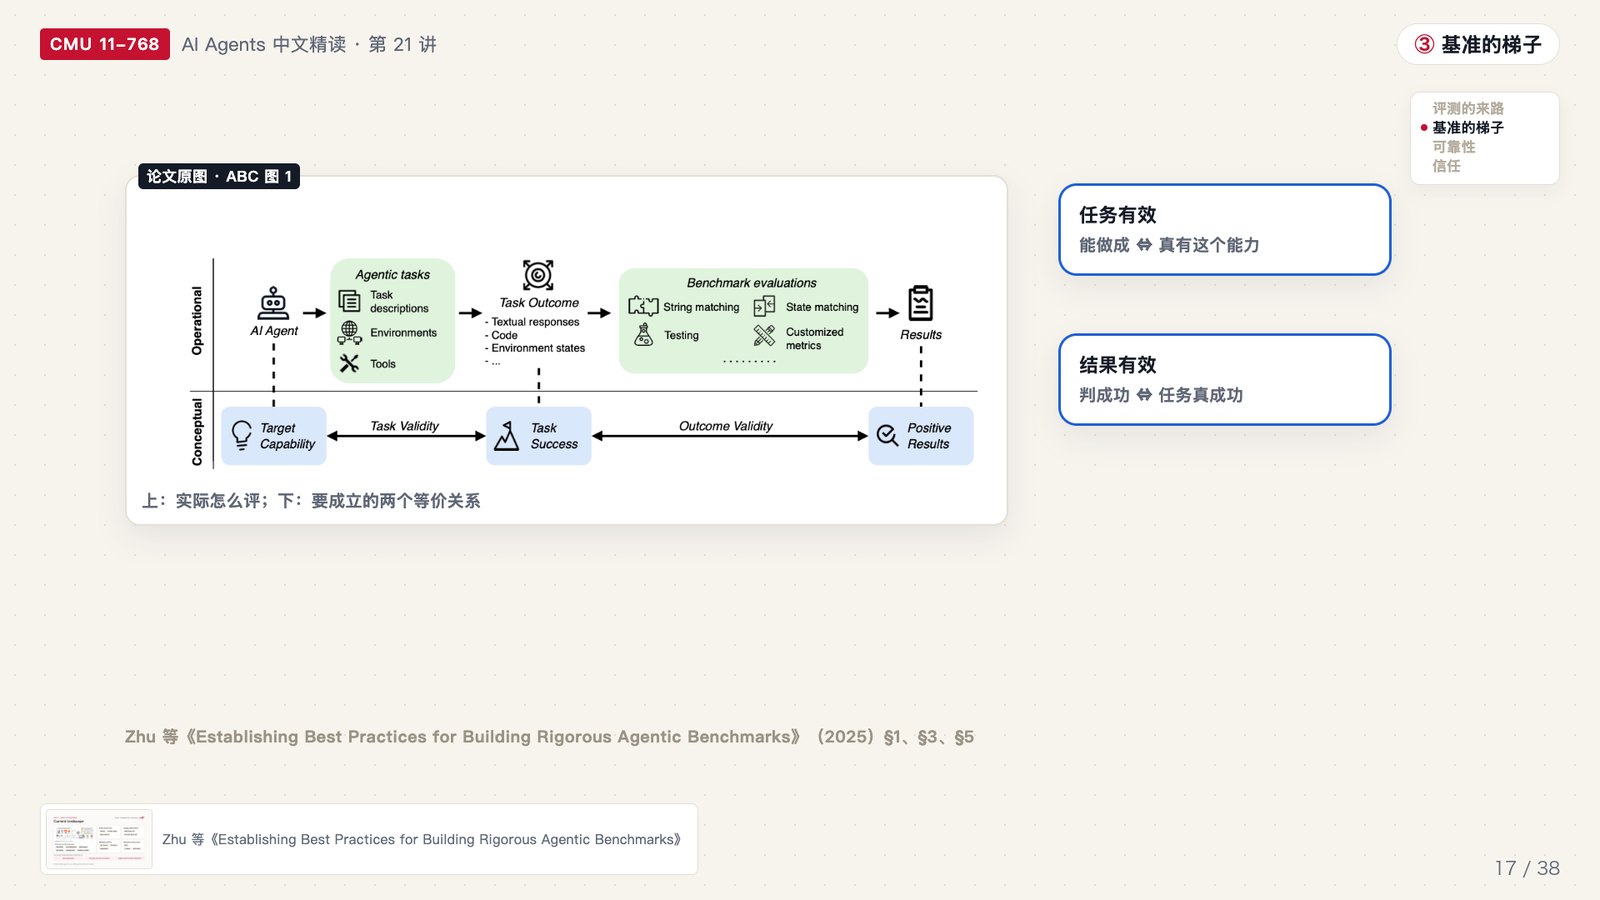 CMU 11-768
AI Agents 中文精读 · 第 21 讲
③ 基准的梯子
评测的来路
基准的梯子
可靠性
信任
论文原图 · ABC 图 1
Operational
AI Agent
Agentic tasks
Task
descriptions
Environments
Tools
Task Outcome
- Textual responses
- Code
- Environment states
- ...
Benchmark evaluations
String matching
State matching
Testing
Customized
metrics
.........
Results
Conceptual
Target
Capability
Task Validity
Task
Success
Outcome Validity
Positive
Results
上：实际怎么评；下：要成立的两个等价关系
任务有效
能做成 ⇔ 真有这个能力
结果有效
判成功 ⇔ 任务真成功
Zhu 等《Establishing Best Practices for Building Rigorous Agentic Benchmarks》（2025）§1、§3、§5
Zhu 等《Establishing Best Practices for Building Rigorous Agentic Benchmarks》
17 / 38